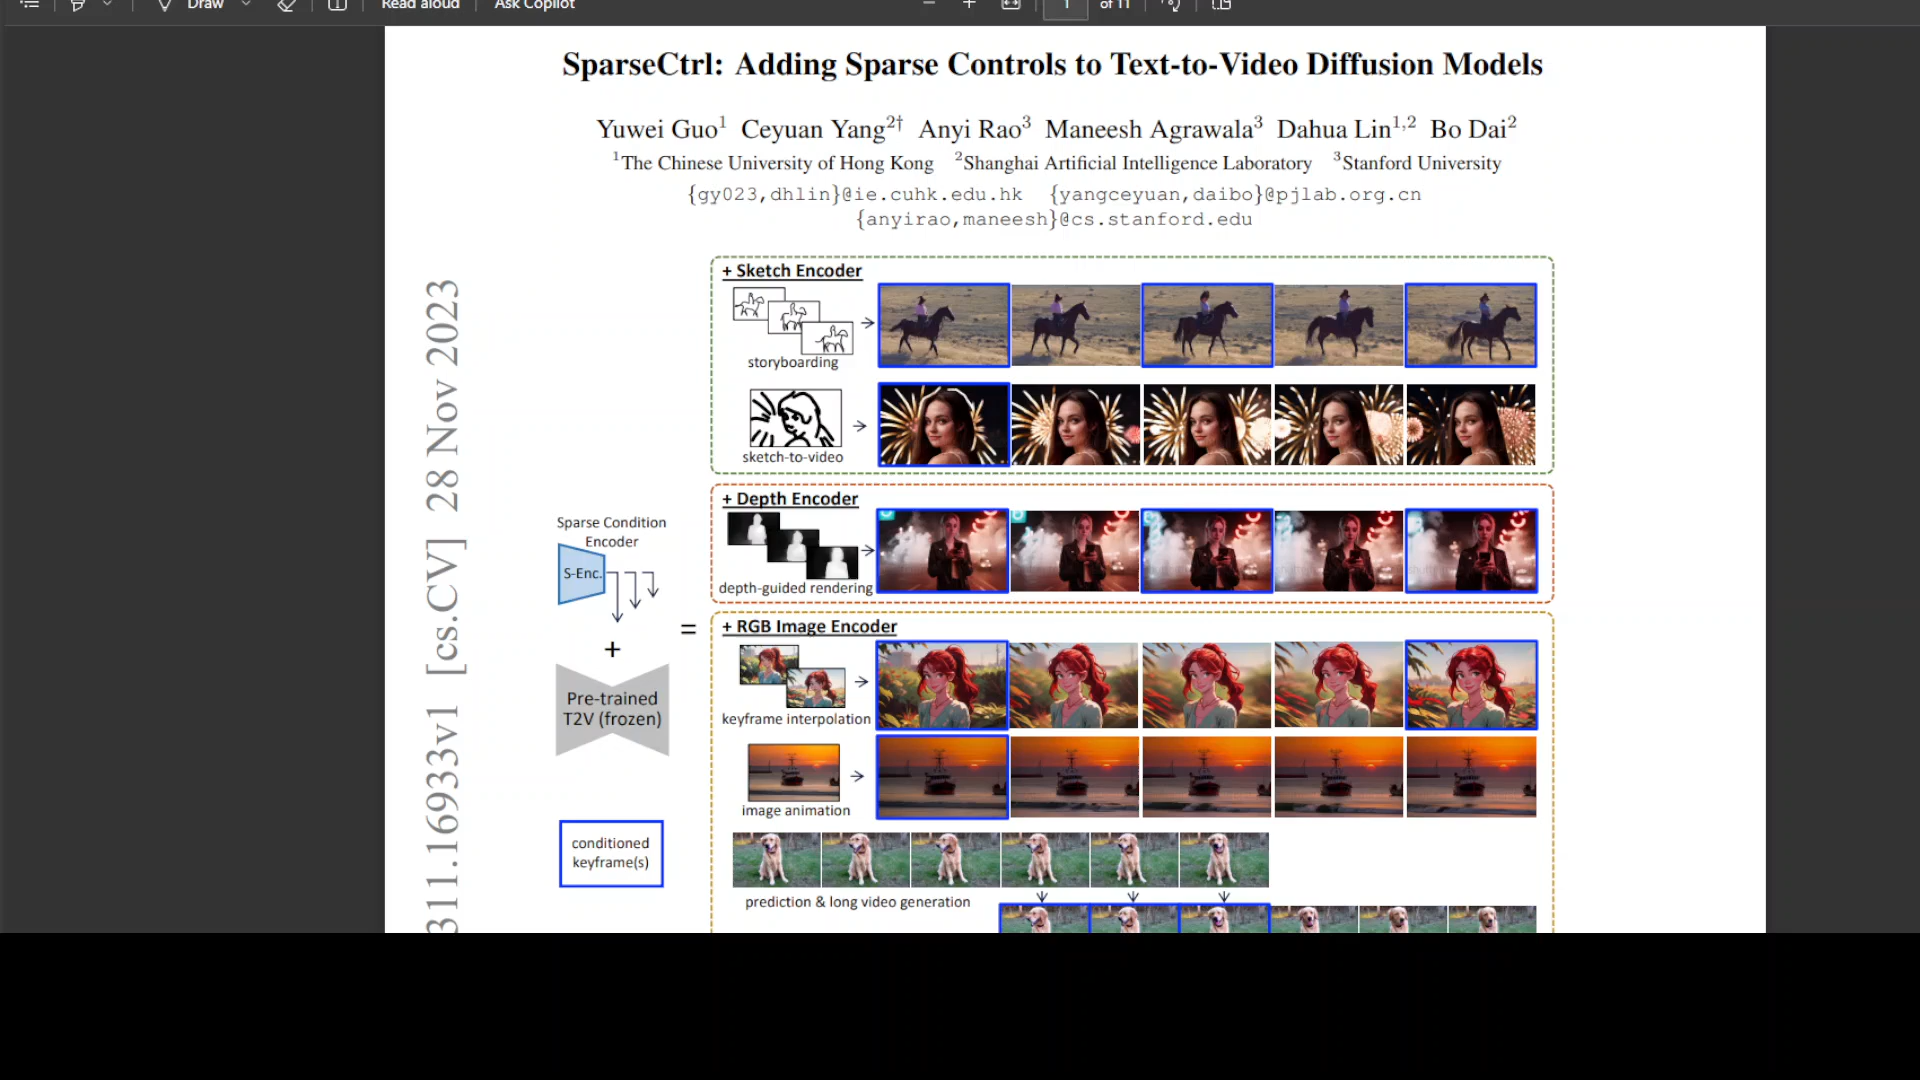 Draw
Read aloud
Ask Copilot
1
of 11
SparseCtrl: Adding Sparse Controls to Text-to-Video Diffusion Models
Yuwei Guo1 Ceyuan Yang2† Anyi Rao3 Maneesh Agrawala3 Dahua Lin1,2 Bo Dai2
1The Chinese University of Hong Kong 2Shanghai Artificial Intelligence Laboratory 3Stanford University
{gy023,dhlin}@ie.cuhk.edu.hk {yangceyuan,daibo}@pjlab.org.cn
{anyirao,maneesh}@cs.stanford.edu
311.16933v1 [cs.CV] 28 Nov 2023
+ Sketch Encoder
storyboarding
sketch-to-video
+ Depth Encoder
depth-guided rendering
Sparse Condition
Encoder
S-Enc.
+
Pre-trained
T2V (frozen)
=
conditioned
keyframe(s)
+ RGB Image Encoder
keyframe interpolation
image animation
prediction & long video generation